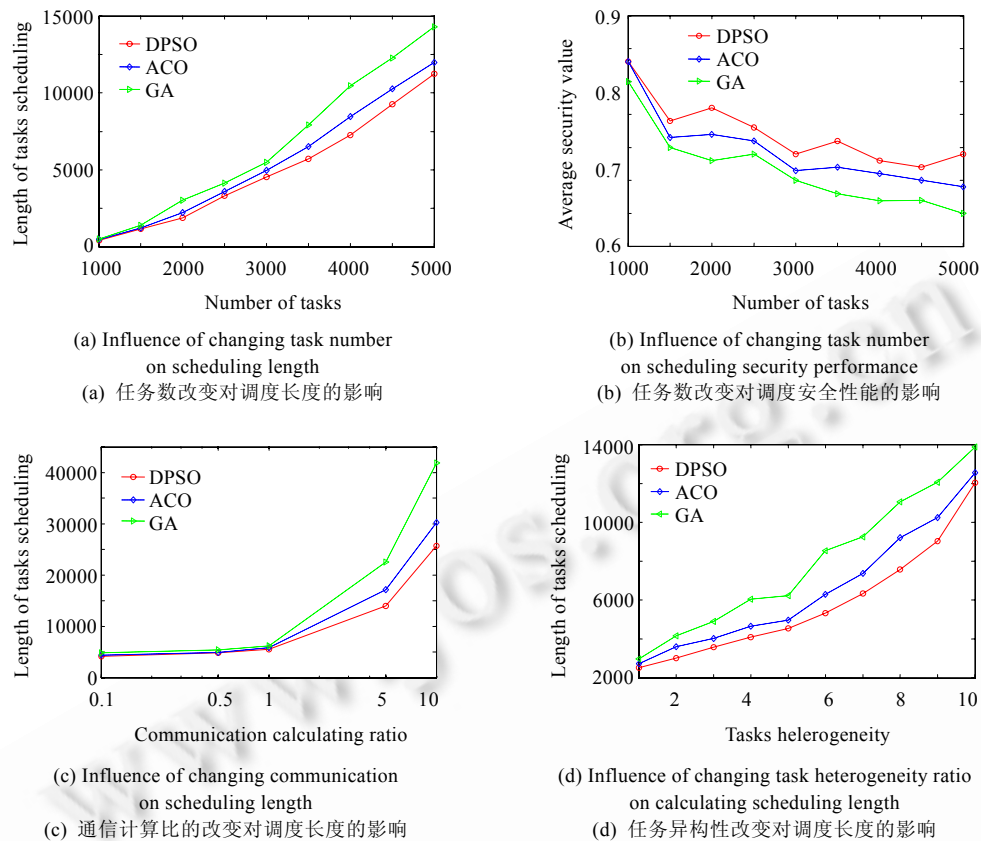 15000
10000
5000
0
Length of tasks scheduling
DPSO
ACO
GA
1000 2000 3000 4000 5000
Number of tasks
(a) Influence of changing task number
on scheduling length
(a) 任务数改变对调度长度的影响
0.9
0.8
0.7
0.6
Average security value
DPSO
ACO
GA
1000 2000 3000 4000 5000
Number of tasks
(b) Influence of changing task number
on scheduling security performance
(b) 任务数改变对调度安全性能的影响
40000
30000
20000
10000
0
Length of tasks scheduling
DPSO
ACO
GA
0.1 0.5 1 5 10
Communication calculating ratio
(c) Influence of changing communication
on scheduling length
(c) 通信计算比的改变对调度长度的影响
14000
10000
6000
2000
Length of tasks scheduling
DPSO
ACO
GA
2 4 6 8 10
Tasks helerogeneity
(d) Influence of changing task heterogeneity ratio
on calculating scheduling length
(d) 任务异构性改变对调度长度的影响